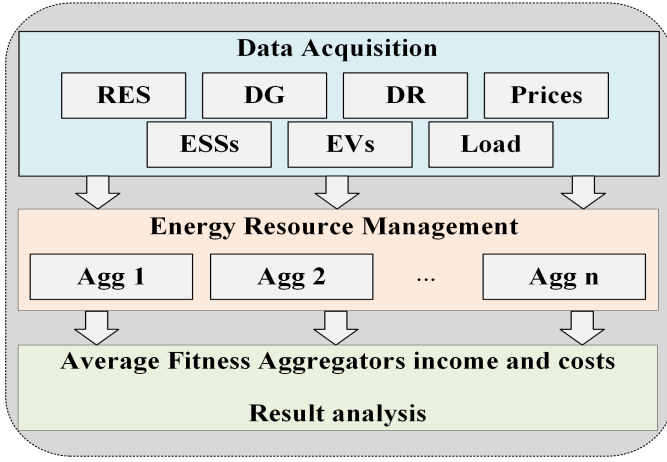 Data Acquisition
RES DG DR Prices
ESSs EVs Load
Energy Resource Management
Agg 1 Agg 2 ... Agg n
Average Fitness Aggregators income and costs
Result analysis